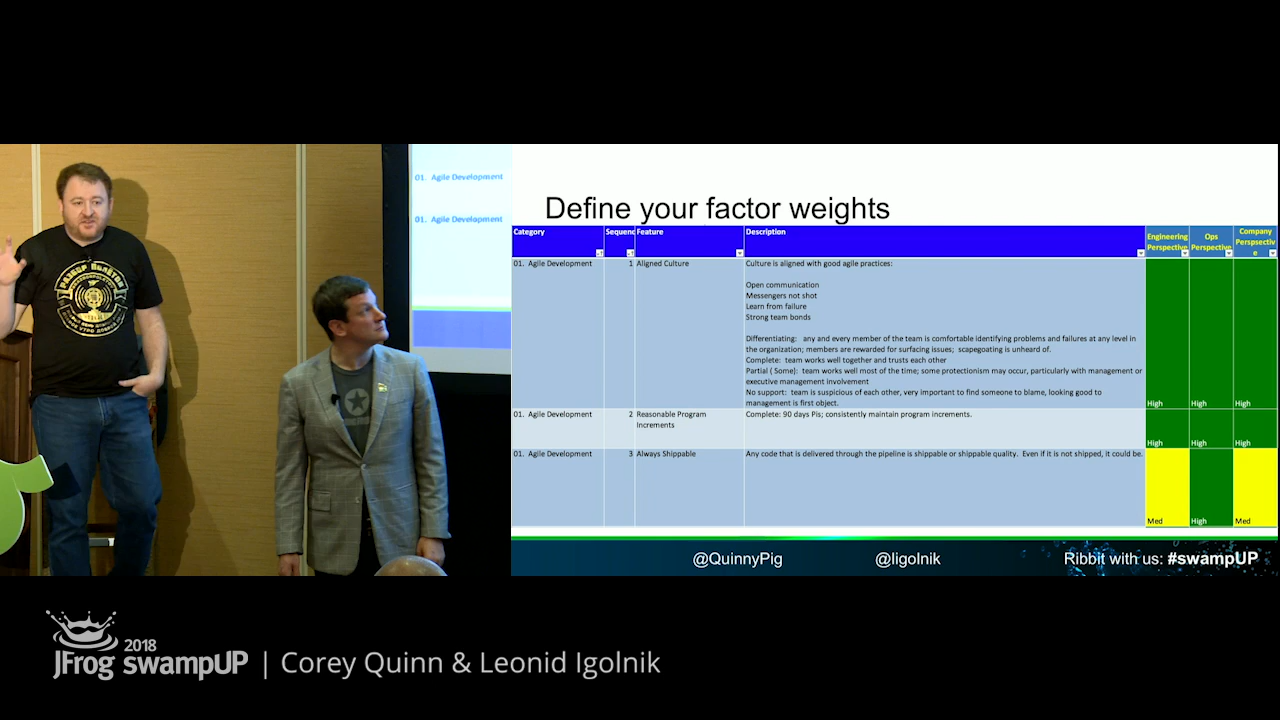 РАЗБОР ПОЛЁТОВ
01. Agile Development
01. Agile Development
Define your factor weights
Category Sequenc Feature Description Engineering Perspective Ops Perspective Company Perspsectiv e
01. Agile Development 1 Aligned Culture Culture is aligned with good agile practices:
Open communication
Messengers not shot
Learn from failure
Strong team bonds
Differentiating: any and every member of the team is comfortable identifying problems and failures at any level in
the organization; members are rewarded for surfacing issues; scapegoating is unheard of.
Complete: team works well together and trusts each other
Partial ( Some): team works well most of the time; some protectionism may occur, particularly with management or
executive management involvement
No support: team is suspicious of each other, very important to find someone to blame, looking good to
management is first object.
High High High
01. Agile Development 2 Reasonable Program Complete: 90 days Pis; consistently maintain program increments.
Increments
High High High
01. Agile Development 3 Always Shippable Any code that is delivered through the pipeline is shippable or shippable quality. Even if it is not shipped, it could be.
Med High Med
@QuinnyPig @ligolnik Ribbit with us: #swampUP
2018
JFrog swampUP | Corey Quinn & Leonid Igolnik